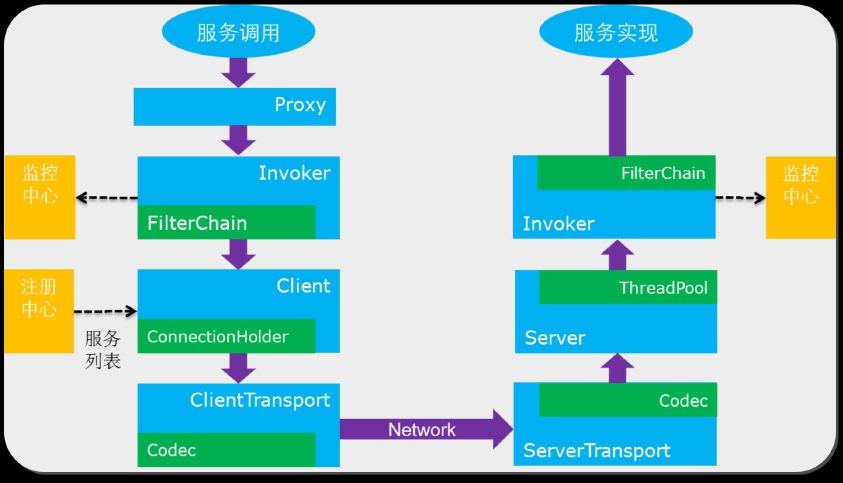 服务调用
Proxy
监控
中心
Invoker
FilterChain
注册
中心
服务
列表
Client
ConnectionHolder
ClientTransport
Codec
Network
服务实现
FilterChain
Invoker
监控
中心
ThreadPool
Server
Codec
ServerTransport